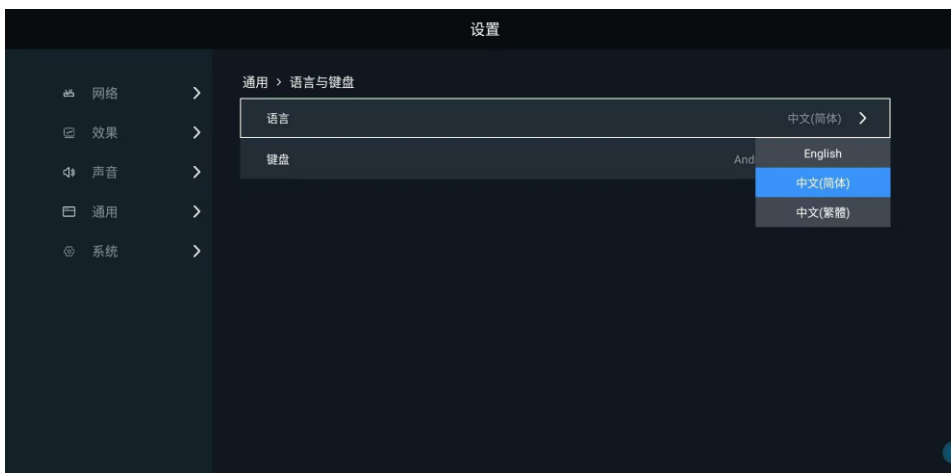 设置
通用 > 语言与键盘
网络
效果
声音
通用
系统
语言 中文(简体)
键盘 And
English
中文(简体)
中文(繁體)